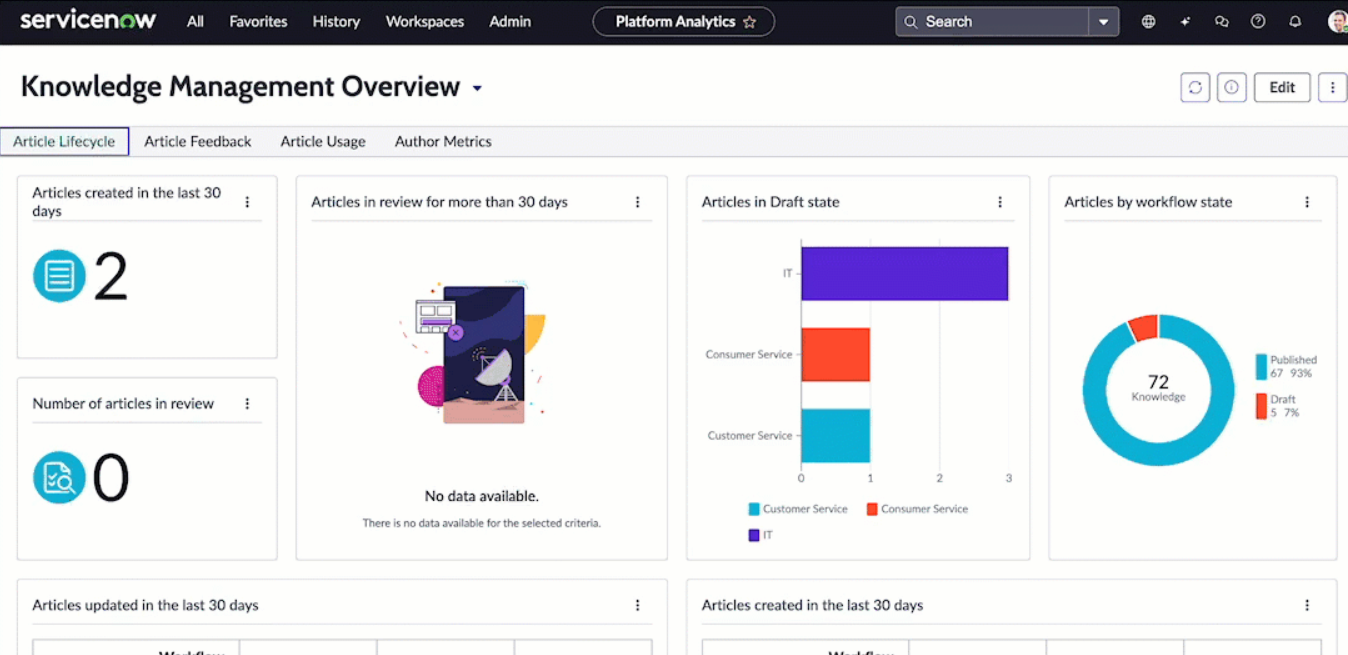 servicenow All Favorites History Workspaces Admin Platform Analytics Search
Knowledge Management Overview
Edit
Article Lifecycle Article Feedback Article Usage Author Metrics
Articles created in the last 30
days
2
Number of articles in review
0
Articles in review for more than 30 days
No data available.
There is no data available for the selected criteria.
Articles in Draft state
IT
Consumer Service
Customer Service
0 1 2 3
Customer Service Consumer Service
IT
Articles by workflow state
72
Knowledge
Published
67 93%
Draft
5 7%
Articles updated in the last 30 days
Articles created in the last 30 days
Workflow
Workflow